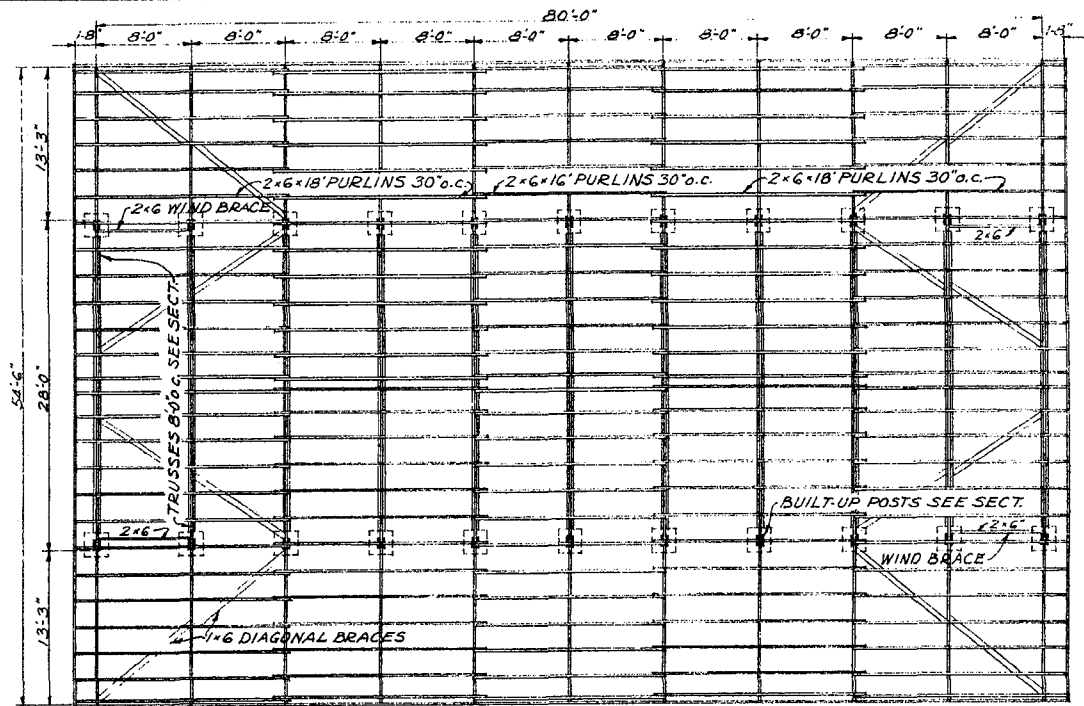 80'-0"
1'-8" 8'-0" 8'-0" 8'-0" 8'-0" 8'-0" 8'-0" 8'-0" 8'-0" 8'-0" 8'-0" 1'-8"
13'-3"
2×6×18' PURLINS 30" o.c. 2×6×16' PURLINS 30" o.c. 2×6×18' PURLINS 30" o.c.
2×6 WIND BRACE
2×6
54'-6"
28'-0"
TRUSSES 8'-0" o.c. SEE SECT.
BUILT-UP POSTS SEE SECT.
2×6
2×6
WIND BRACE
13'-3"
1×6 DIAGONAL BRACES